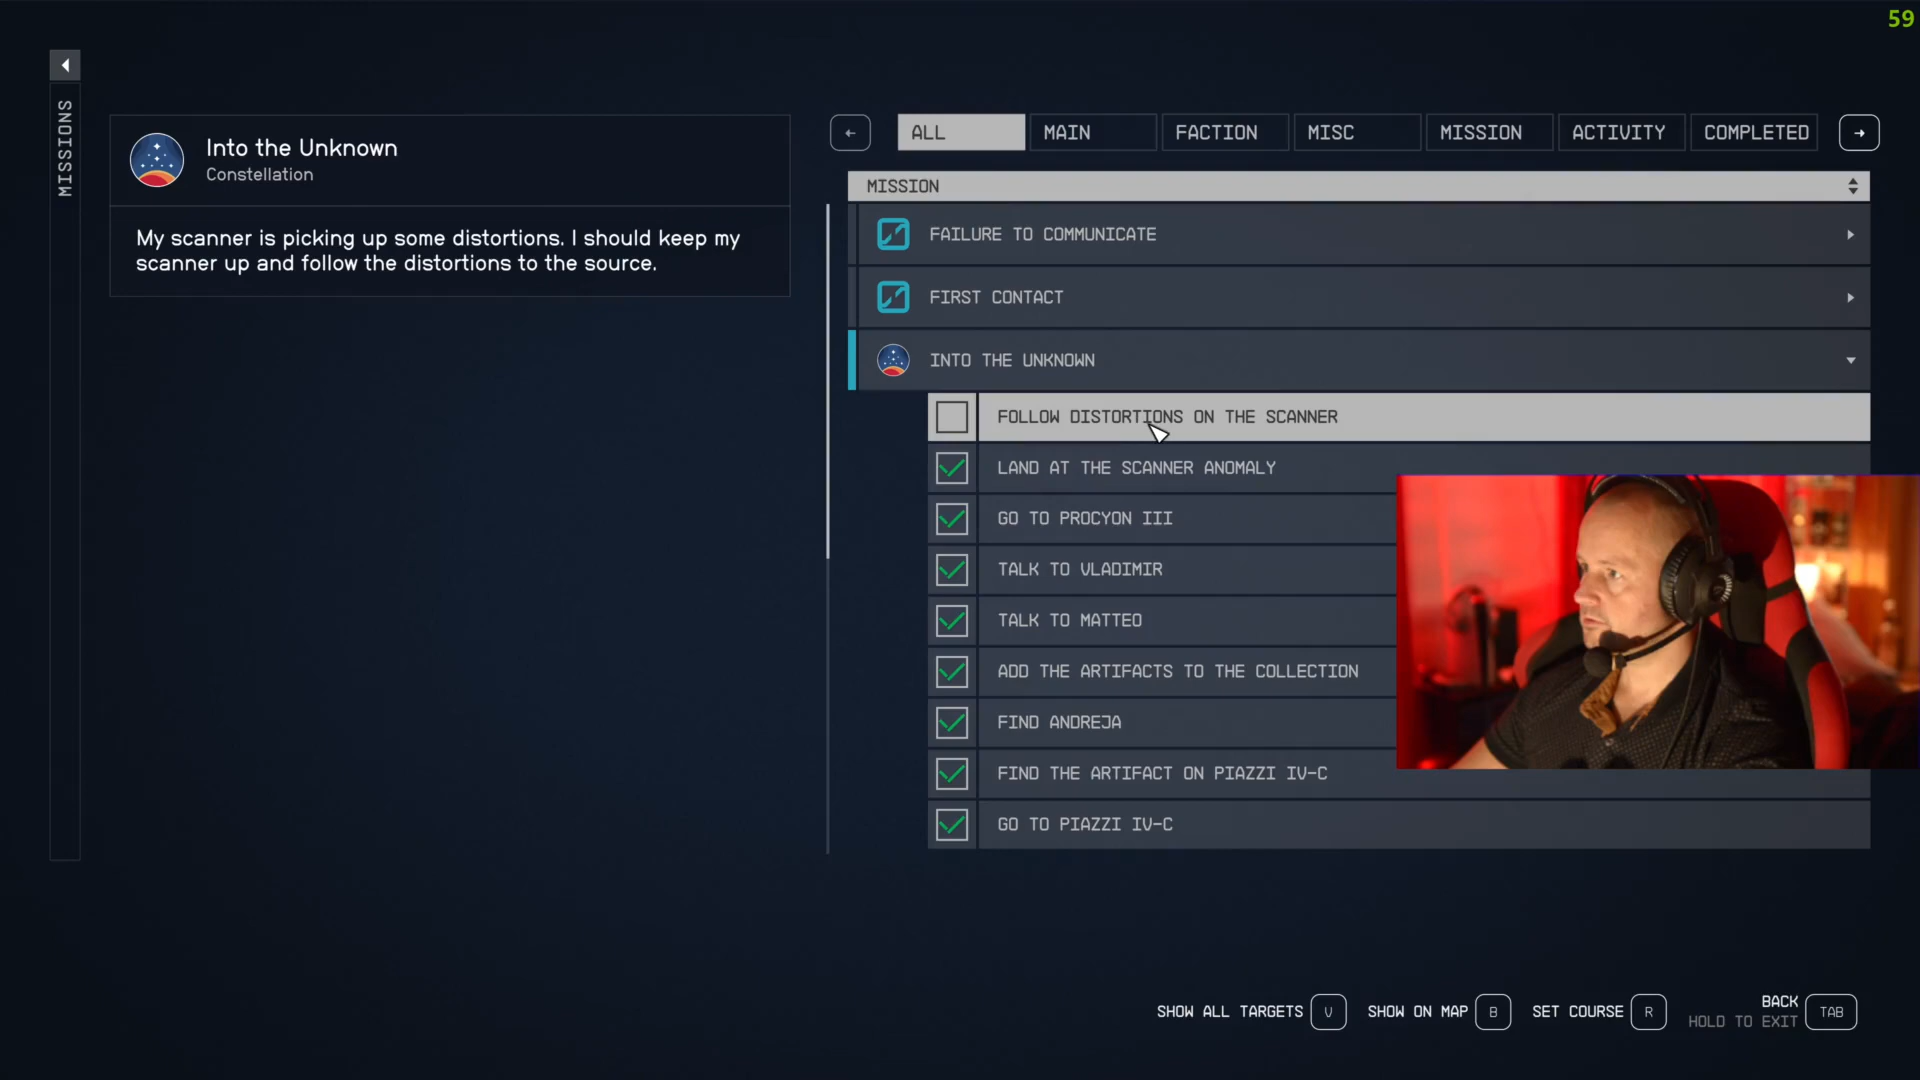 59
MISSIONS
Into the Unknown
Constellation
My scanner is picking up some distortions. I should keep my
scanner up and follow the distortions to the source.
ALL
MAIN
FACTION
MISC
MISSION
ACTIVITY
COMPLETED
MISSION
FAILURE TO COMMUNICATE
FIRST CONTACT
INTO THE UNKNOWN
FOLLOW DISTORTIONS ON THE SCANNER
LAND AT THE SCANNER ANOMALY
GO TO PROCYON III
TALK TO VLADIMIR
TALK TO MATTEO
ADD THE ARTIFACTS TO THE COLLECTION
FIND ANDREJA
FIND THE ARTIFACT ON PIAZZI IV-C
GO TO PIAZZI IV-C
SHOW ALL TARGETS V
SHOW ON MAP B
SET COURSE R
BACK
HOLD TO EXIT
TAB